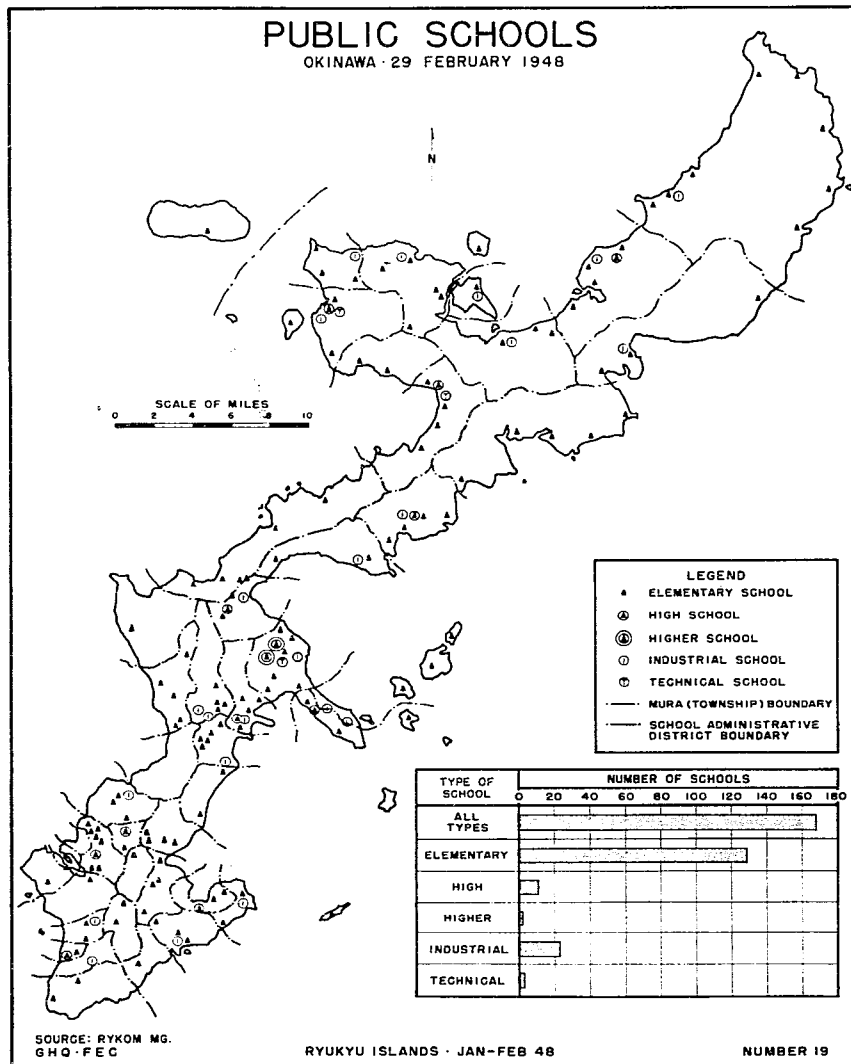 PUBLIC SCHOOLS
OKINAWA · 29 FEBRUARY 1948
N
SCALE OF MILES
0 2 4 6 8 10
LEGEND
ELEMENTARY SCHOOL
HIGH SCHOOL
HIGHER SCHOOL
INDUSTRIAL SCHOOL
TECHNICAL SCHOOL
MURA (TOWNSHIP) BOUNDARY
SCHOOL ADMINISTRATIVE
DISTRICT BOUNDARY
TYPE OF
SCHOOL
NUMBER OF SCHOOLS
0 20 40 60 80 100 120 140 160 180
ALL
TYPES
ELEMENTARY
HIGH
HIGHER
INDUSTRIAL
TECHNICAL
SOURCE: RYKOM MG.
GHQ-FEC
RYUKYU ISLANDS · JAN-FEB 48
NUMBER 19